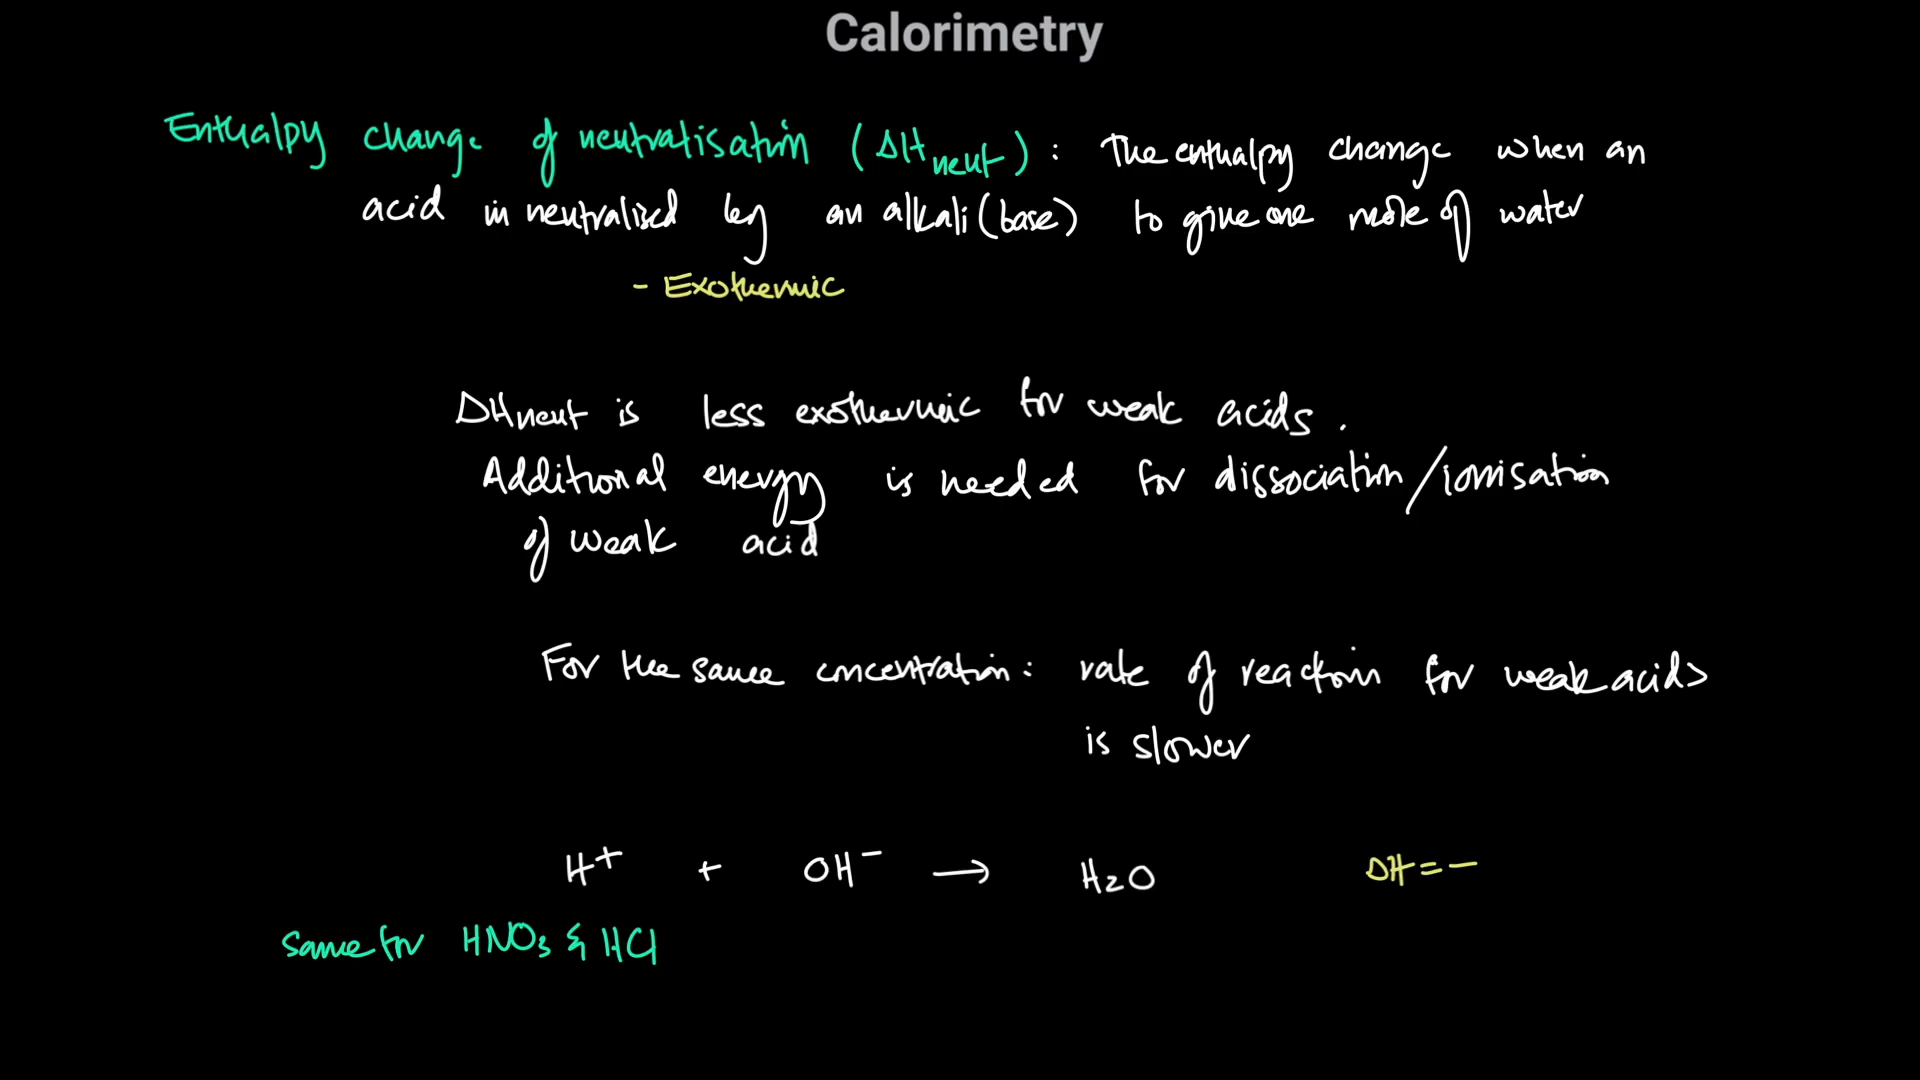 Calorimetry
Enthalpy change of neutralisation (ΔH neut) : The enthalpy change when an
acid in neutralised by an alkali (base) to give one mole of water
- Exothermic
ΔHneut is less exothermic for weak acids.
Additional energy is needed for dissociation/ionisation
of weak acid
For the same concentration: rate of reaction for weak acids
is slower
H⁺ + OH⁻ → H₂O ΔH = −
same for HNO₃ & HCl